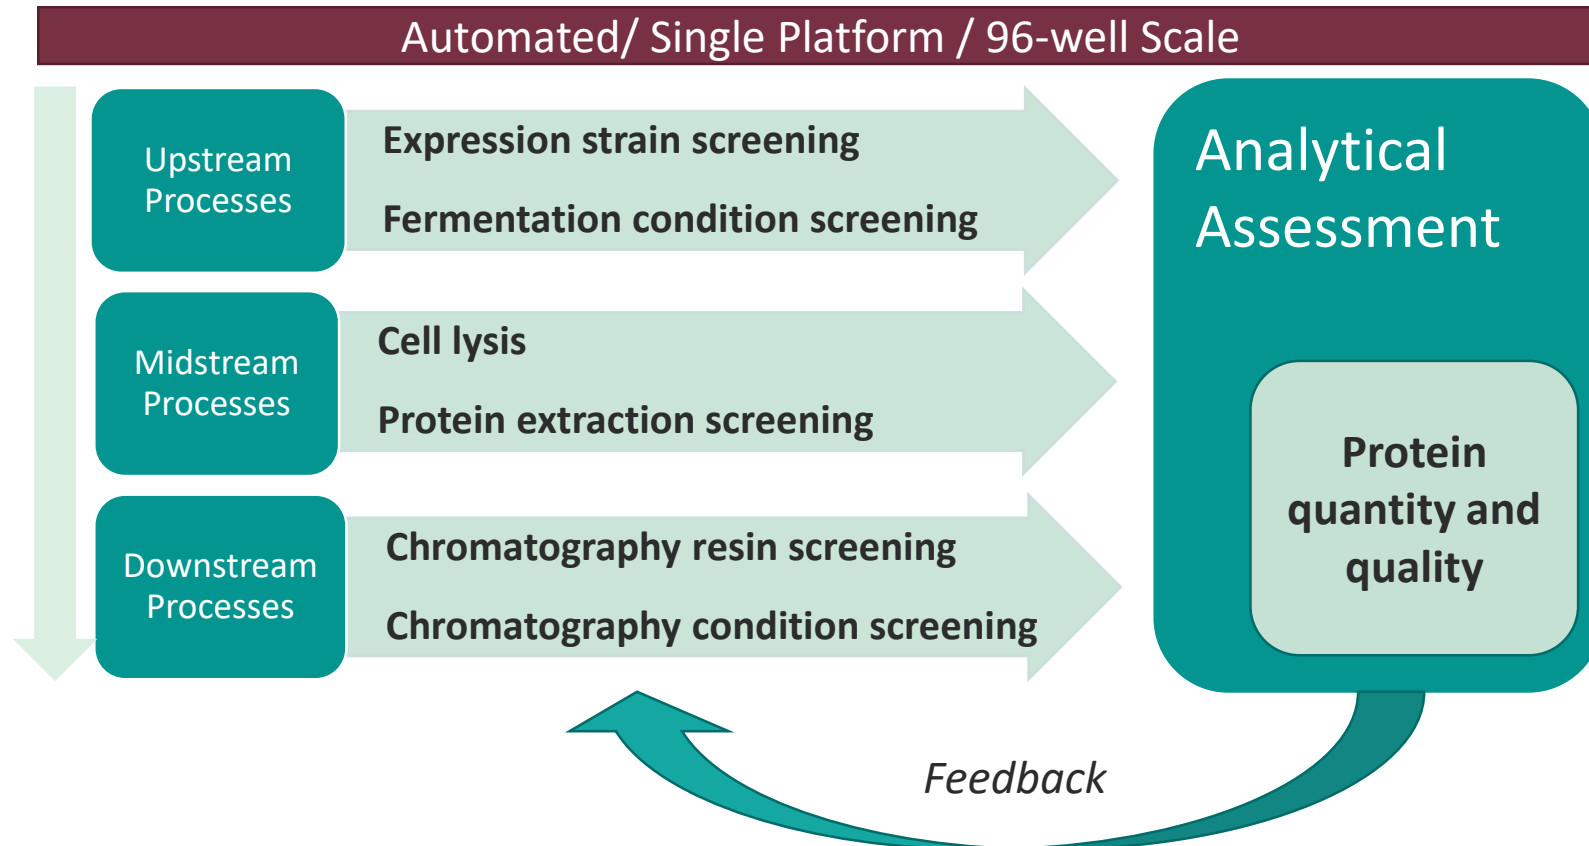 Automated/ Single Platform / 96-well Scale
Upstream
Processes
Expression strain screening
Fermentation condition screening
Midstream
Processes
Cell lysis
Protein extraction screening
Downstream
Processes
Chromatography resin screening
Chromatography condition screening
Analytical
Assessment
Protein
quantity and
quality
Feedback